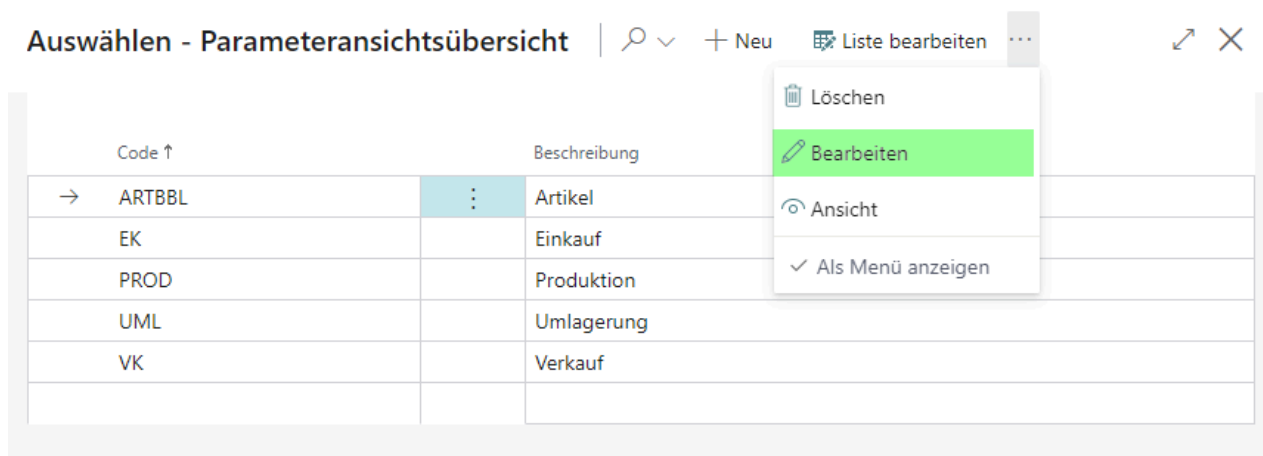 Auswählen - Parameteransichtsübersicht + Neu Liste bearbeiten ...
Löschen
Code ↑ Beschreibung Bearbeiten
→ ARTBBL ⋮ Artikel
Ansicht
EK Einkauf
✓ Als Menü anzeigen
PROD Produktion
UML Umlagerung
VK Verkauf